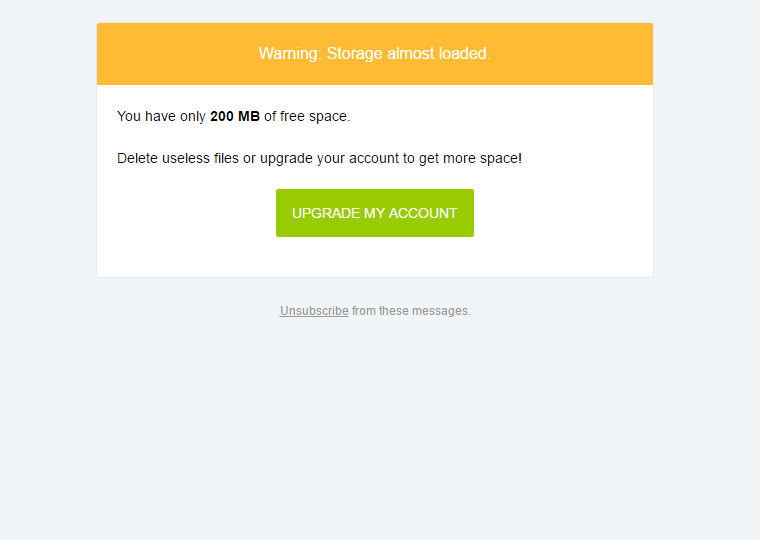 Warning: Storage almost loaded.
You have only 200 MB of free space.
Delete useless files or upgrade your account to get more space!
UPGRADE MY ACCOUNT
Unsubscribe from these messages.